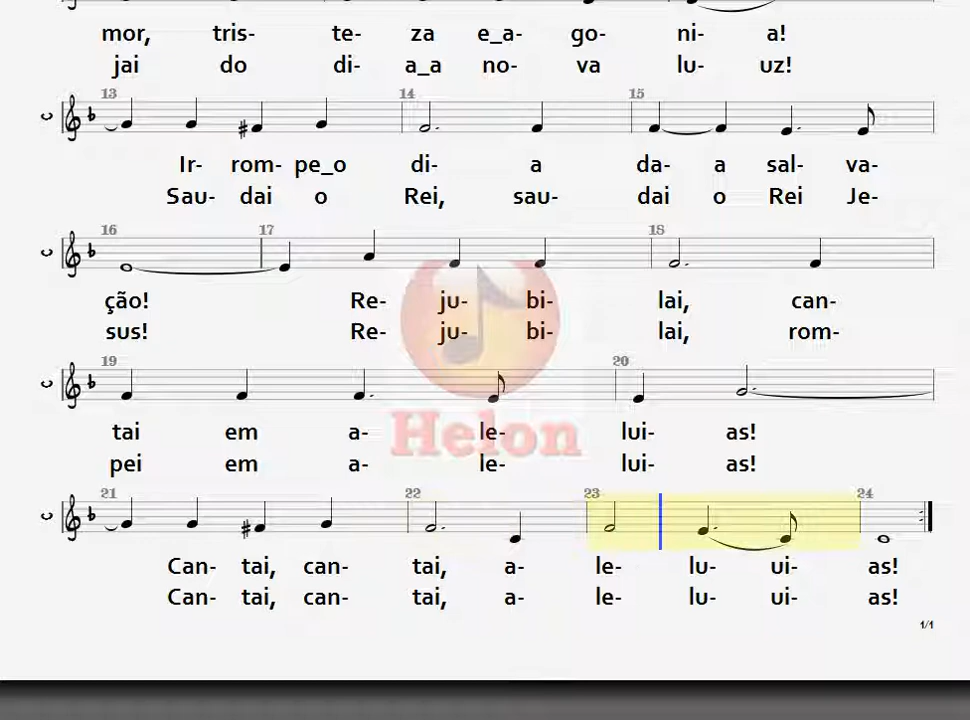 mor, tris- te- za e_a- go- ni- a!
jai do di- a_a no- va lu- uz!
13 14 15
Ir- rom- pe_o di- a da- a sal- va-
Sau- dai o Rei, sau- dai o Rei Je-
16 17 18
ção! Re- ju- bi- lai, can-
sus! Re- ju- bi- lai, rom-
19 20
tai em a- le- lui- as!
pei em a- le- lui- as!
Helon
21 22 23 24
Can- tai, can- tai, a- le- lu- ui- as!
Can- tai, can- tai, a- le- lu- ui- as!
1/1